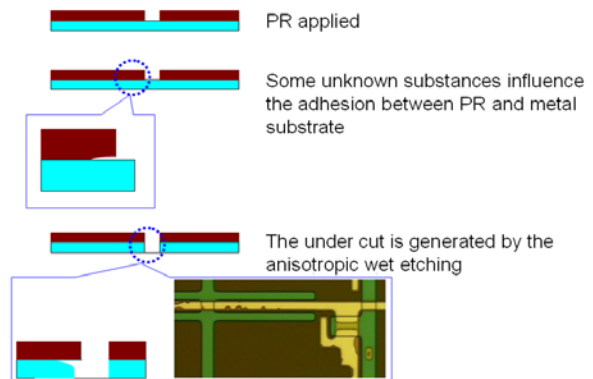 PR applied
Some unknown substances influence
the adhesion between PR and metal
substrate
The under cut is generated by the
anisotropic wet etching